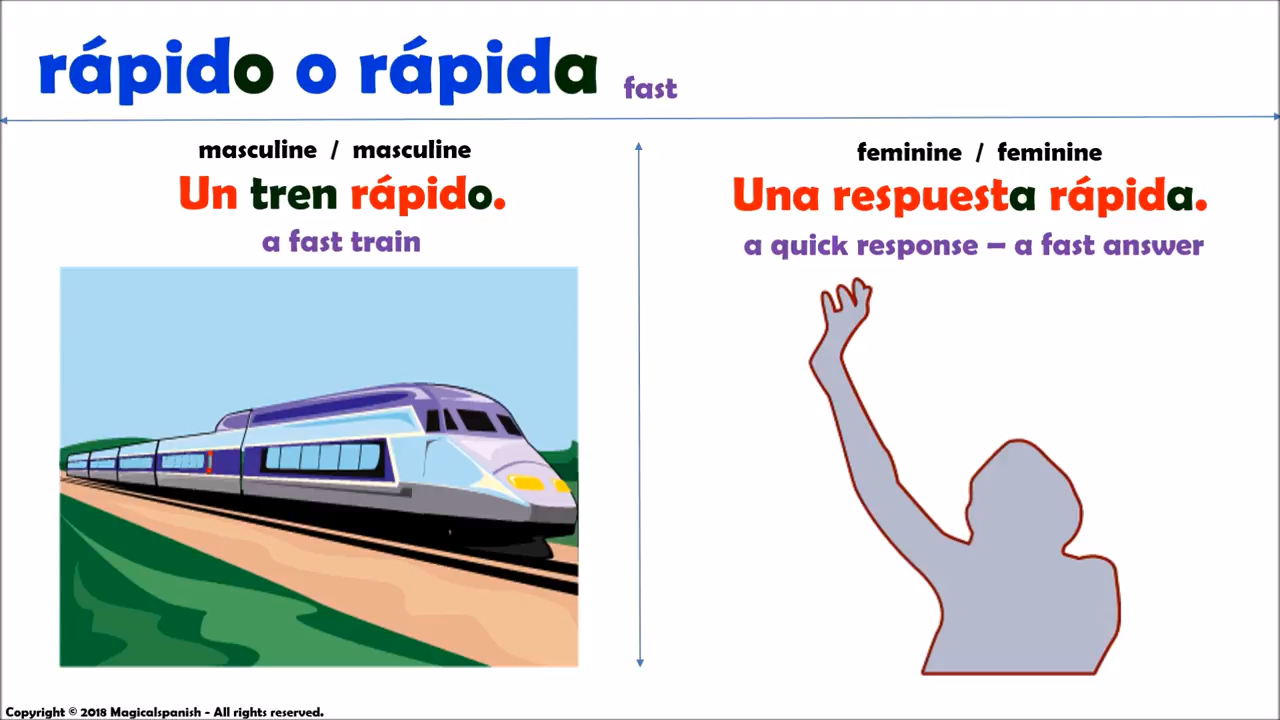 rápido o rápida fast
masculine / masculine
Un tren rápido.
a fast train
feminine / feminine
Una respuesta rápida.
a quick response – a fast answer
Copyright © 2018 Magicalspanish - All rights reserved.